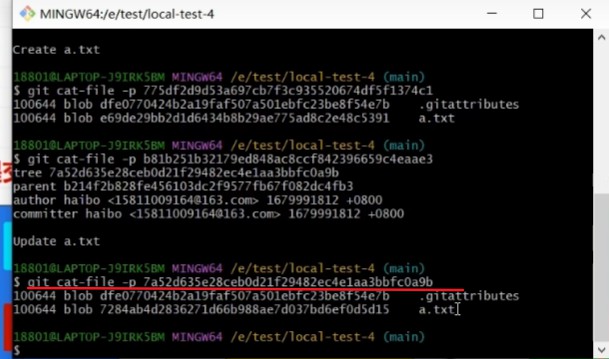 MINGW64:/e/test/local-test-4
Create a.txt
18801@LAPTOP-J9IRK5BM MINGW64 /e/test/local-test-4 (main)
$ git cat-file -p 775df2d9d53a697cb7f3c935520674df5f1374c1
100644 blob dfe0770424b2a19faf507a501ebfc23be8f54e7b    .gitattributes
100644 blob e69de29bb2d1d6434b8b29ae775ad8c2e48c5391    a.txt
18801@LAPTOP-J9IRK5BM MINGW64 /e/test/local-test-4 (main)
$ git cat-file -p b81b251b32179ed848ac8ccf842396659c4eaae3
tree 7a52d635e28ceb0d21f29482ec4e1aa3bbfc0a9b
parent b214f2b828fe456103dc2f9577fb67f082dc4fb3
author haibo <15811009164@163.com> 1679991812 +0800
committer haibo <15811009164@163.com> 1679991812 +0800
Update a.txt
18801@LAPTOP-J9IRK5BM MINGW64 /e/test/local-test-4 (main)
$ git cat-file -p 7a52d635e28ceb0d21f29482ec4e1aa3bbfc0a9b
100644 blob dfe0770424b2a19faf507a501ebfc23be8f54e7b    .gitattributes
100644 blob 7284ab4d2836271d66b988ae7d037bd6ef0d5d15    a.txt
18801@LAPTOP-J9IRK5BM MINGW64 /e/test/local-test-4 (main)
$